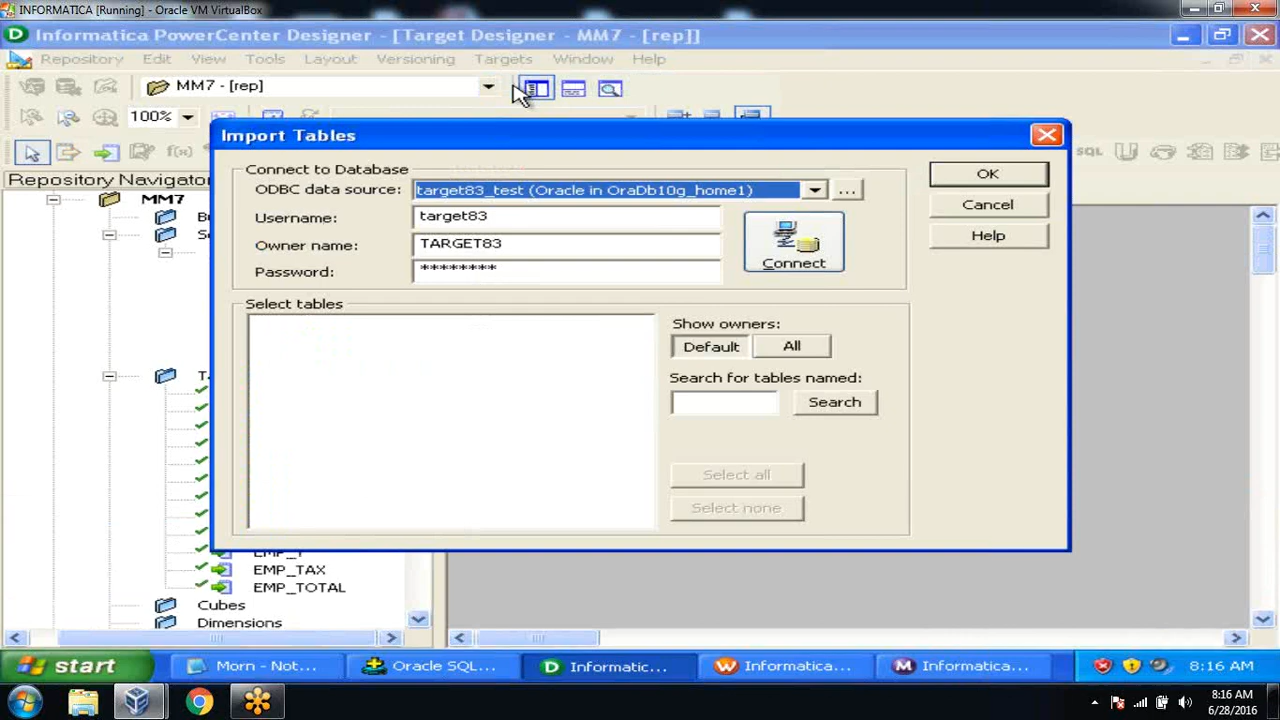 INFORMATICA [Running] - Oracle VM VirtualBox
Informatica PowerCenter Designer - [Target Designer - MM7 - [rep]]
Repository Edit View Tools Layout Versioning Targets Window Help
MM7 - [rep]
100%
Import Tables
Connect to Database
ODBC data source: target83_test (Oracle in OraDb10g_home1) ...
Username: target83
Owner name: TARGET83
Password: ********
Connect
OK
Cancel
Help
Select tables
Show owners:
Default All
Search for tables named:
Search
Select all
Select none
SQL
Repository Navigator
MM7
EMP_TAX
EMP_TOTAL
Cubes
Dimensions
start Morn - Not... Oracle SQL... Informatic... Informatica... Informatica... 8:16 AM
8:16 AM
6/28/2016